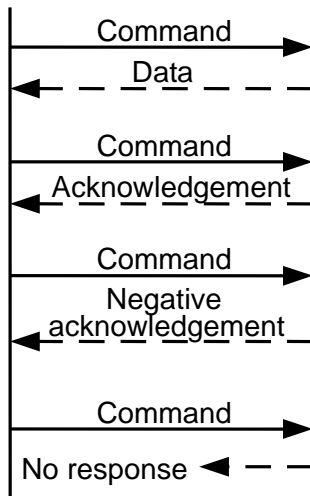 Command
Data
Command
Acknowledgement
Command
Negative
acknowledgement
Command
No response